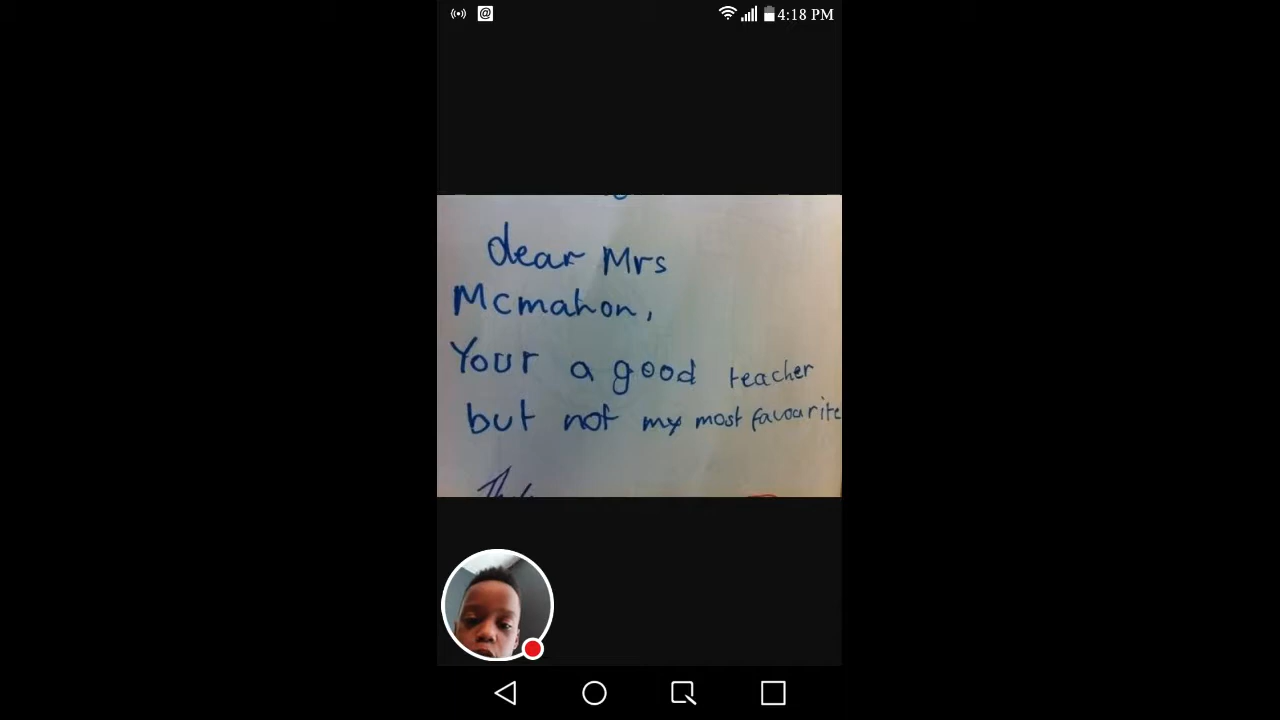 4:18 PM
dear Mrs
Mcmahon,
Your a good teacher
but not my most favourite